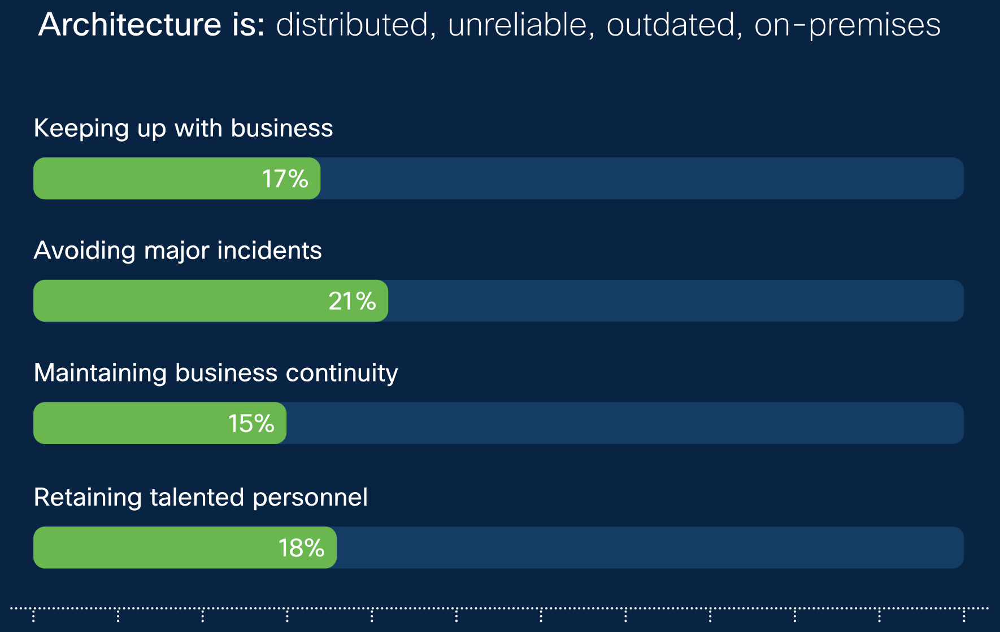 Architecture is: distributed, unreliable, outdated, on-premises
Keeping up with business
17%
Avoiding major incidents
21%
Maintaining business continuity
15%
Retaining talented personnel
18%